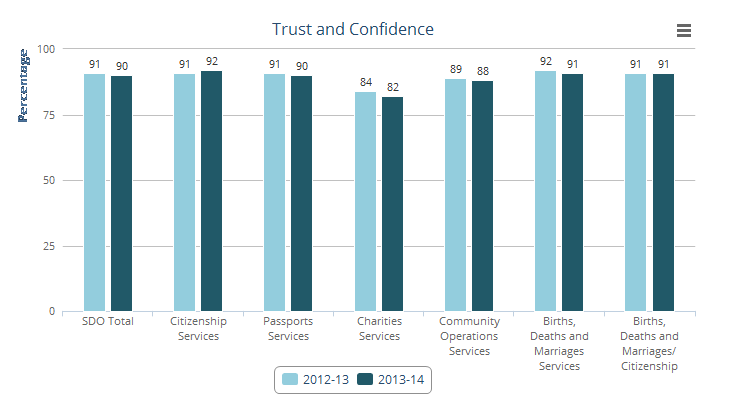 Trust and Confidence
Percentage
100
75
50
25
0
91 90 91 92 91 90 84 82 89 88 92 91 91 91
SDO Total
Citizenship
Services
Passports
Services
Charities
Services
Community
Operations
Services
Births,
Deaths and
Marriages
Services
Births,
Deaths and
Marriages/
Citizenship
2012-13 2013-14